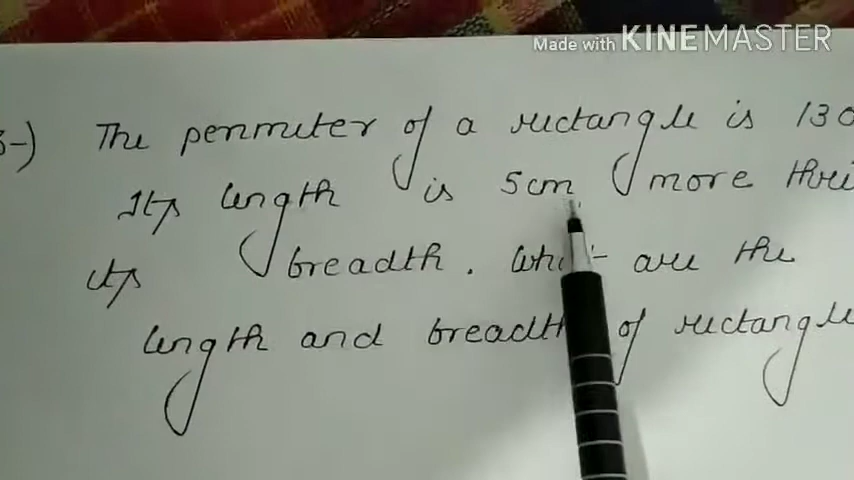 Made with KINEMASTER
3-) The perimeter of a rectangle is 130
Its length is 5cm more
its breadth. What are the
length and breadth of rectangle